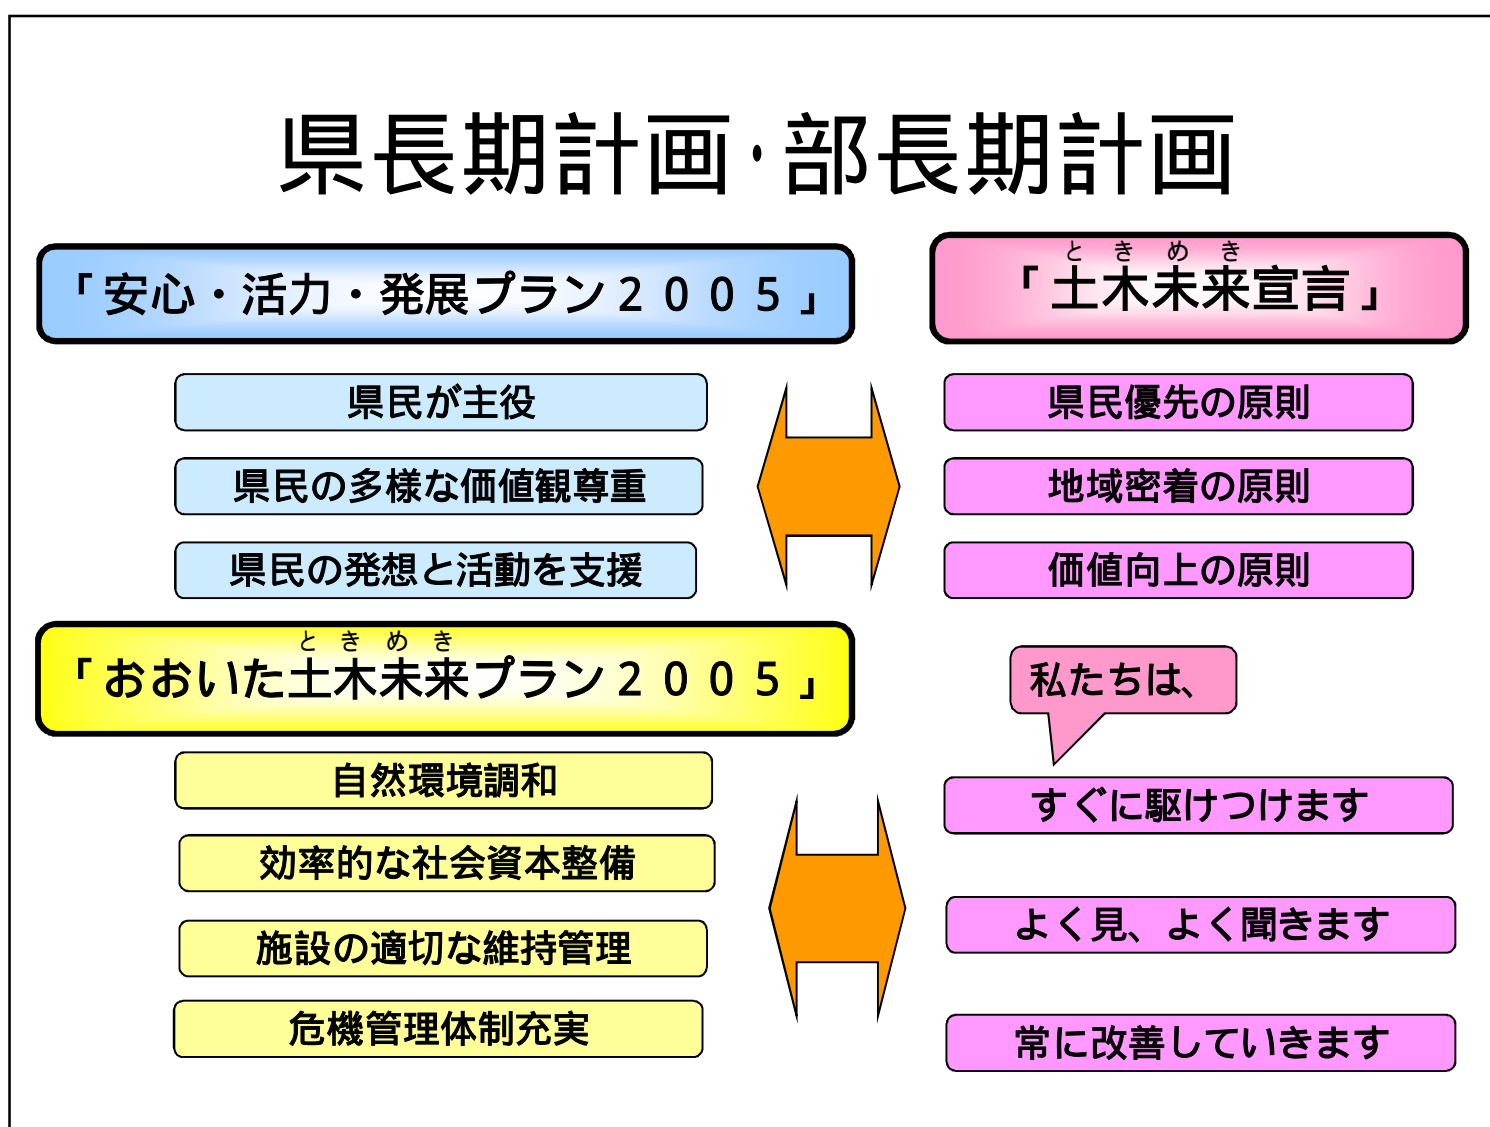 県長期計画・部長期計画
「安心・活力・発展プラン２００５」
県民が主役
県民の多様な価値観尊重
県民の発想と活動を支援
ときめき
「おおいた土木未来プラン２００５」
自然環境調和
効率的な社会資本整備
施設の適切な維持管理
危機管理体制充実
ときめき
「土木未来宣言」
県民優先の原則
地域密着の原則
価値向上の原則
私たちは、
すぐに駆けつけます
よく見、よく聞きます
常に改善していきます